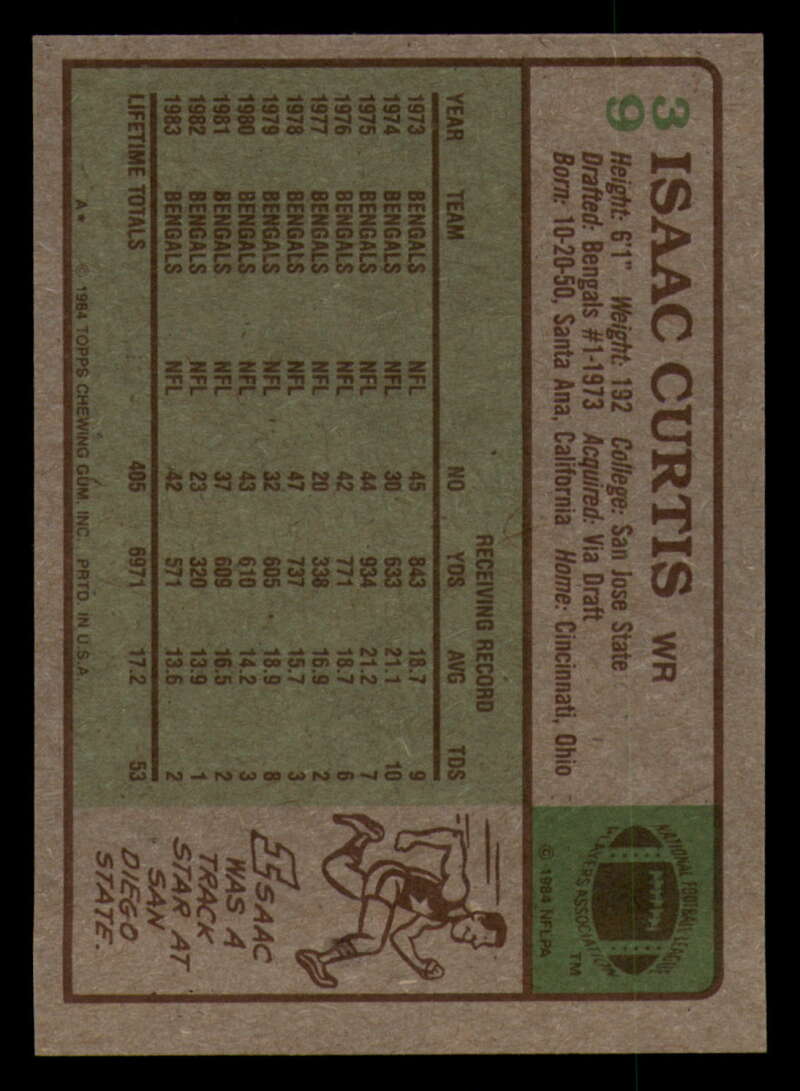 39 ISAAC CURTIS WR
Height: 6'1" Weight: 192 College: San Jose State
Drafted: Bengals #1-1973 Acquired: Via Draft
Born: 10-20-50, Santa Ana, California Home: Cincinnati, Ohio
NATIONAL FOOTBALL LEAGUE
NFLPA
PLAYERS ASSOCIATION
TM
© 1984 NFLPA
RECEIVING RECORD
YEAR TEAM NO YDS AVG TDS
1973 BENGALS NFL 45 843 18.7 9
1974 BENGALS NFL 30 633 21.1 10
1975 BENGALS NFL 44 934 21.2 7
1976 BENGALS NFL 42 771 18.7 6
1977 BENGALS NFL 20 338 16.9 2
1978 BENGALS NFL 47 737 15.7 3
1979 BENGALS NFL 32 605 18.9 8
1980 BENGALS NFL 43 610 14.2 3
1981 BENGALS NFL 37 609 16.5 2
1982 BENGALS NFL 23 320 13.9 1
1983 BENGALS NFL 42 571 13.6 2
LIFETIME TOTALS 405 6971 17.2 53
A* © 1984 TOPPS CHEWING GUM, INC. PRTD. IN U.S.A.
ISAAC
WAS A
TRACK
STAR AT
SAN
DIEGO
STATE.